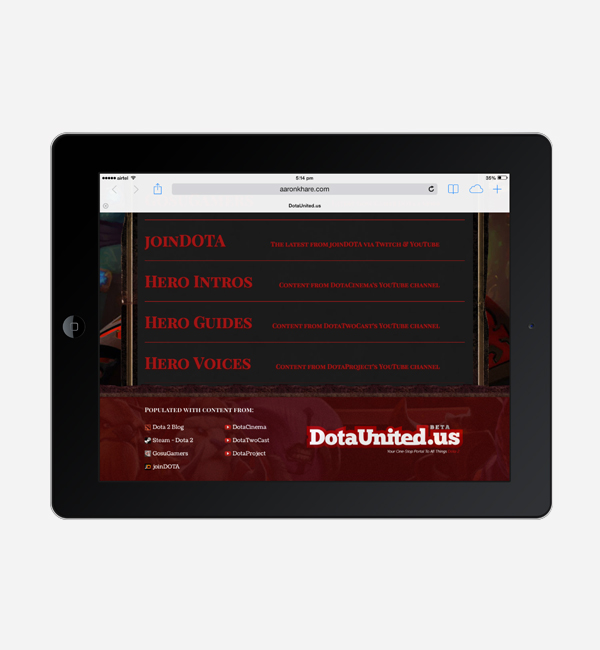 airtel
5:14 pm
35%
aaronkhare.com
DotaUnited.us
joinDOTA
The latest from joinDOTA via Twitch & YouTube
Hero Intros
Content from DotaCinema's YouTube channel
Hero Guides
Content from DotaTwoCast's YouTube channel
Hero Voices
Content from DotaProject's YouTube channel
Populated with content from:
Dota 2 Blog
DotaCinema
Steam - Dota 2
DotaTwoCast
GosuGamers
DotaProject
joinDOTA
BETA
DotaUnited.us
Your One Stop Portal To All Things Dota 2